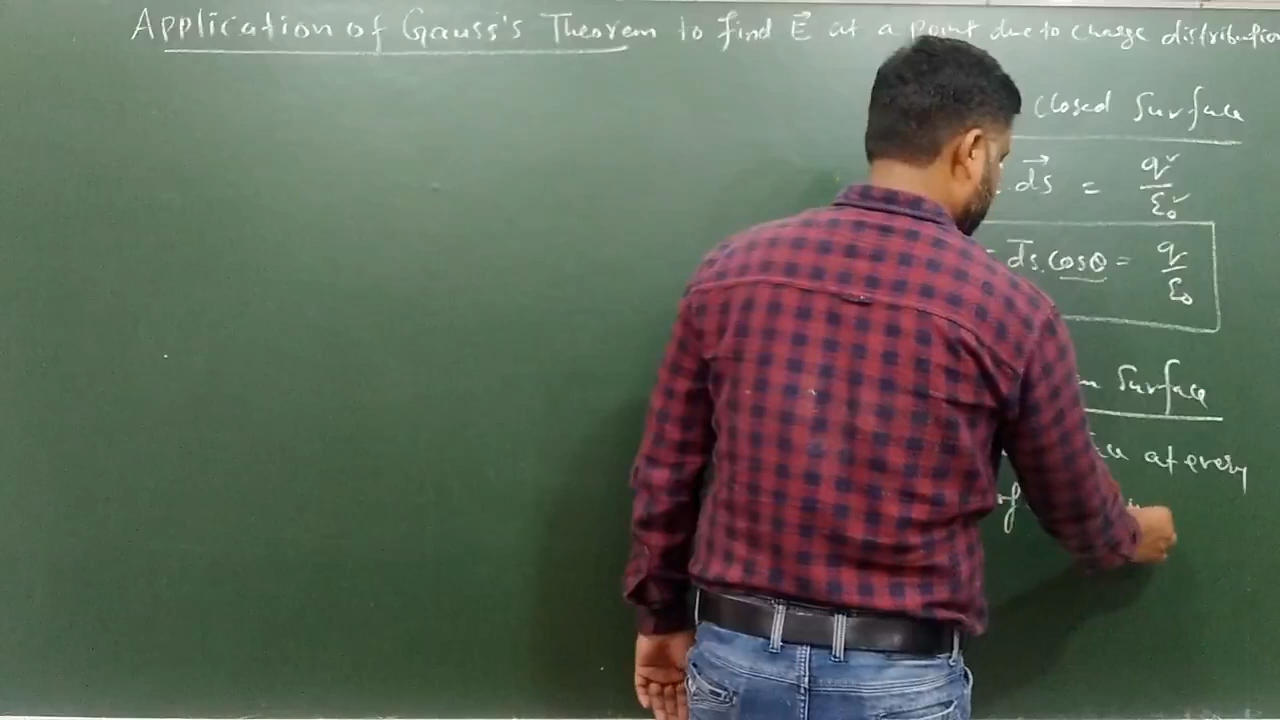 Application of Gauss's Theorem to find E⃗ at a point due to charge distribution
closed Surface
. d⃗s = q/ε₀
ds. cosθ = q/ε₀
Surface
at every
of